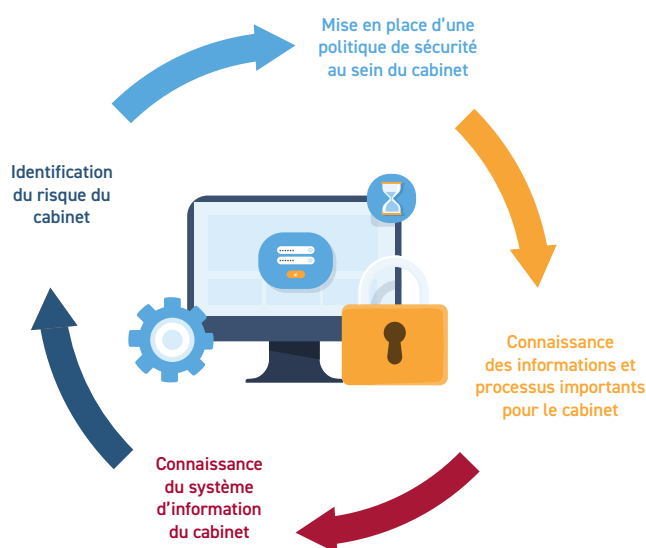 Mise en place d'une
politique de sécurité
au sein du cabinet
Identification
du risque du
cabinet
Connaissance
des informations et
processus importants
pour le cabinet
Connaissance
du système
d'information
du cabinet